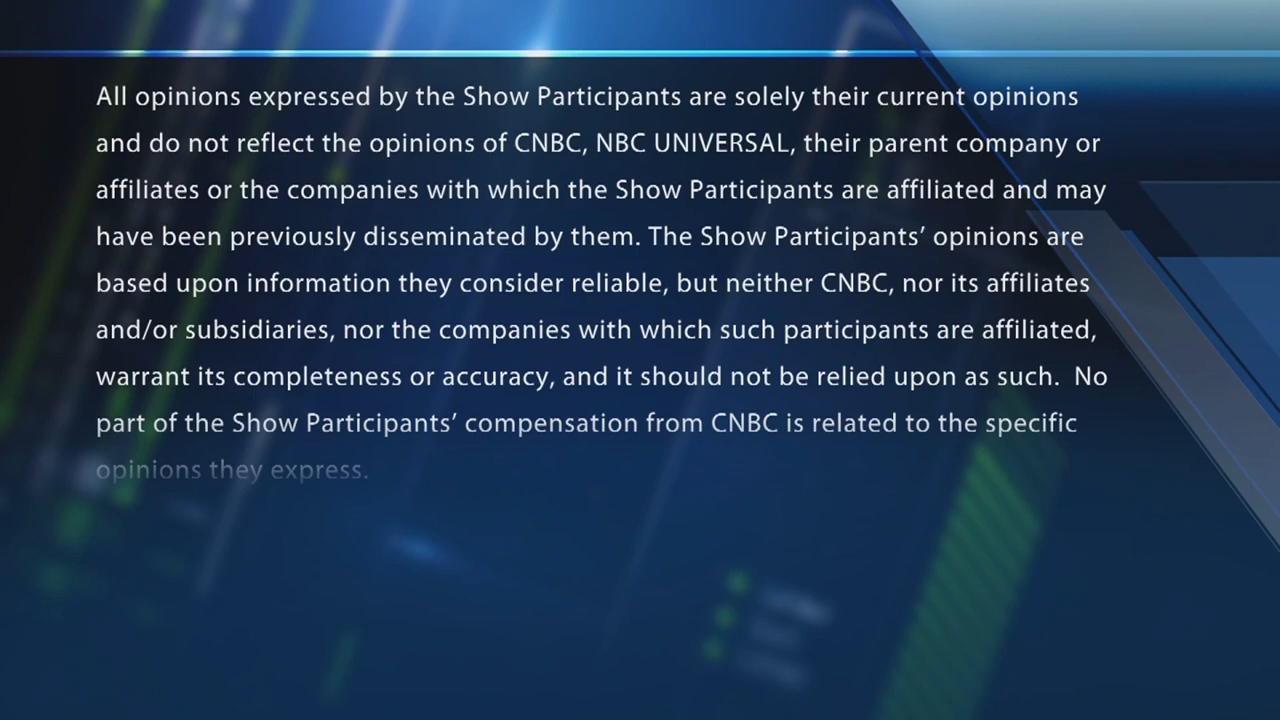 All opinions expressed by the Show Participants are solely their current opinions
and do not reflect the opinions of CNBC, NBC UNIVERSAL, their parent company or
affiliates or the companies with which the Show Participants are affiliated and may
have been previously disseminated by them. The Show Participants’ opinions are
based upon information they consider reliable, but neither CNBC, nor its affiliates
and/or subsidiaries, nor the companies with which such participants are affiliated,
warrant its completeness or accuracy, and it should not be relied upon as such.  No
part of the Show Participants’ compensation from CNBC is related to the specific
opinions they express.